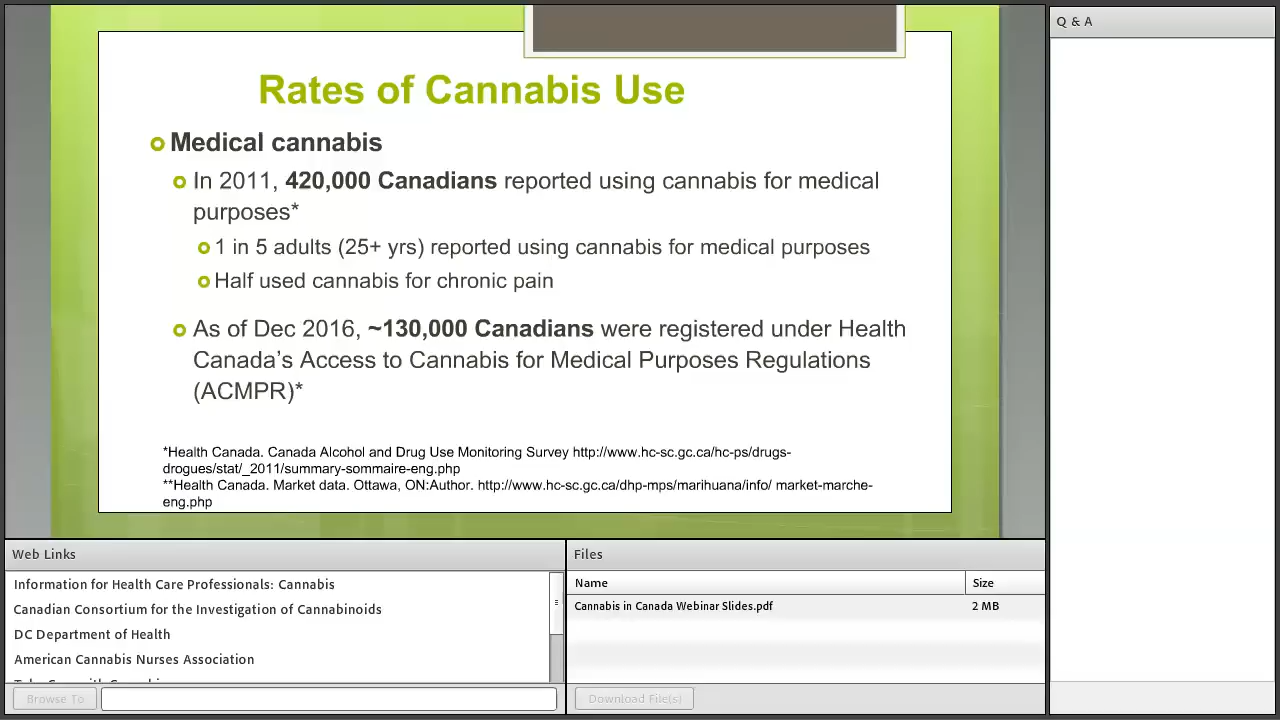 Rates of Cannabis Use
Medical cannabis
In 2011, 420,000 Canadians reported using cannabis for medical
purposes*
1 in 5 adults (25+ yrs) reported using cannabis for medical purposes
Half used cannabis for chronic pain
As of Dec 2016, ~130,000 Canadians were registered under Health
Canada's Access to Cannabis for Medical Purposes Regulations
(ACMPR)*
*Health Canada. Canada Alcohol and Drug Use Monitoring Survey http://www.hc-sc.gc.ca/hc-ps/drugs-
drogues/stat/_2011/summary-sommaire-eng.php
**Health Canada. Market data. Ottawa, ON:Author. http://www.hc-sc.gc.ca/dhp-mps/marihuana/info/ market-marche-
eng.php
Q & A
Web Links
Information for Health Care Professionals: Cannabis
Canadian Consortium for the Investigation of Cannabinoids
DC Department of Health
American Cannabis Nurses Association
Browse To
Files
Name Size
Cannabis in Canada Webinar Slides.pdf 2 MB
Download File(s)